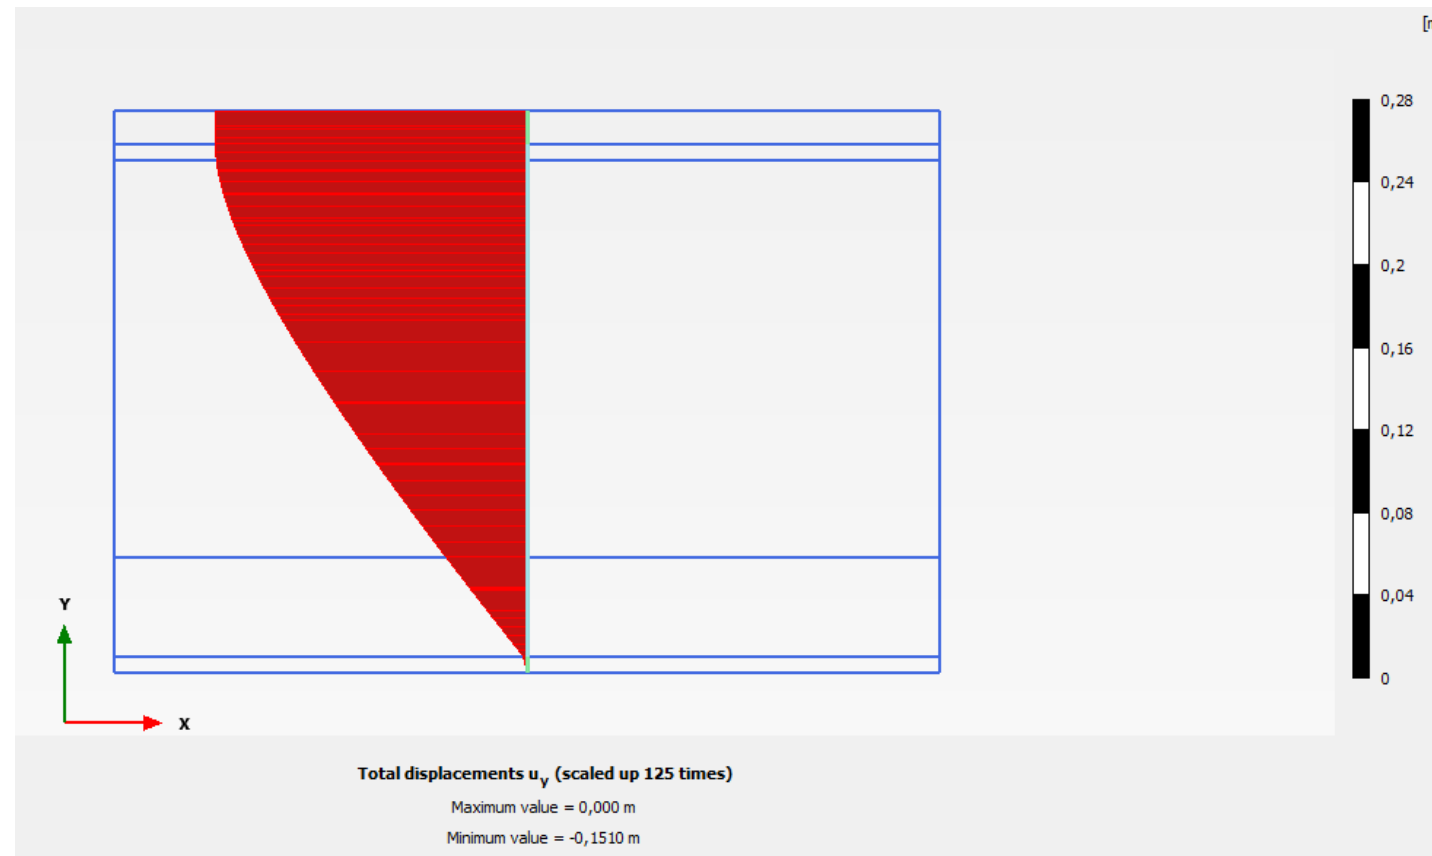 [m
0,28
0,24
0,2
0,16
0,12
0,08
0,04
0
Y
X
Total displacements uy (scaled up 125 times)
Maximum value = 0,000 m
Minimum value = -0,1510 m